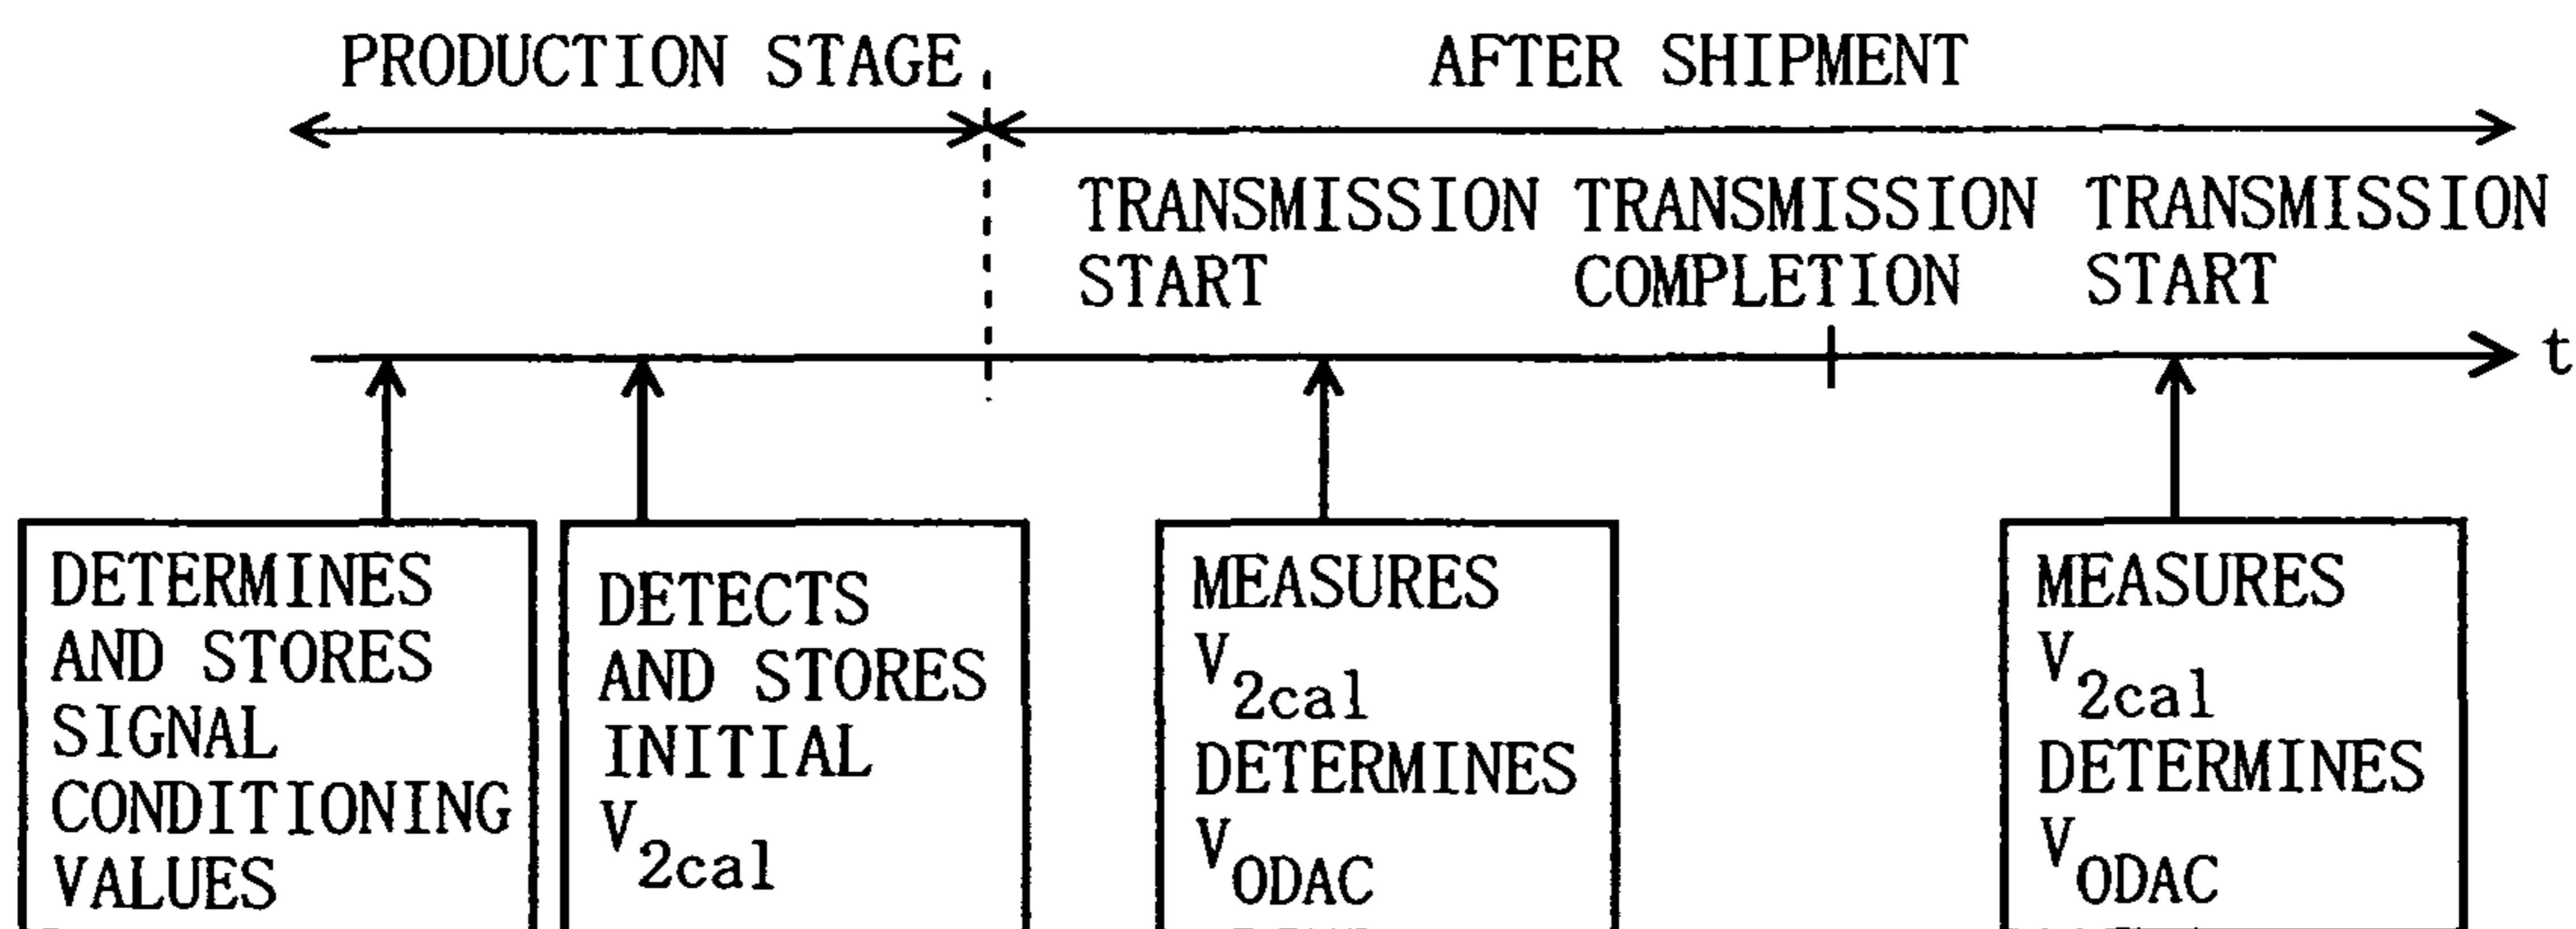 PRODUCTION STAGE
AFTER SHIPMENT
TRANSMISSION START
TRANSMISSION COMPLETION
TRANSMISSION START
t
DETERMINES
AND STORES
SIGNAL
CONDITIONING
VALUES
DETECTS
AND STORES
INITIAL
V2cal
MEASURES
V2cal
DETERMINES
VODAC
MEASURES
V2cal
DETERMINES
VODAC